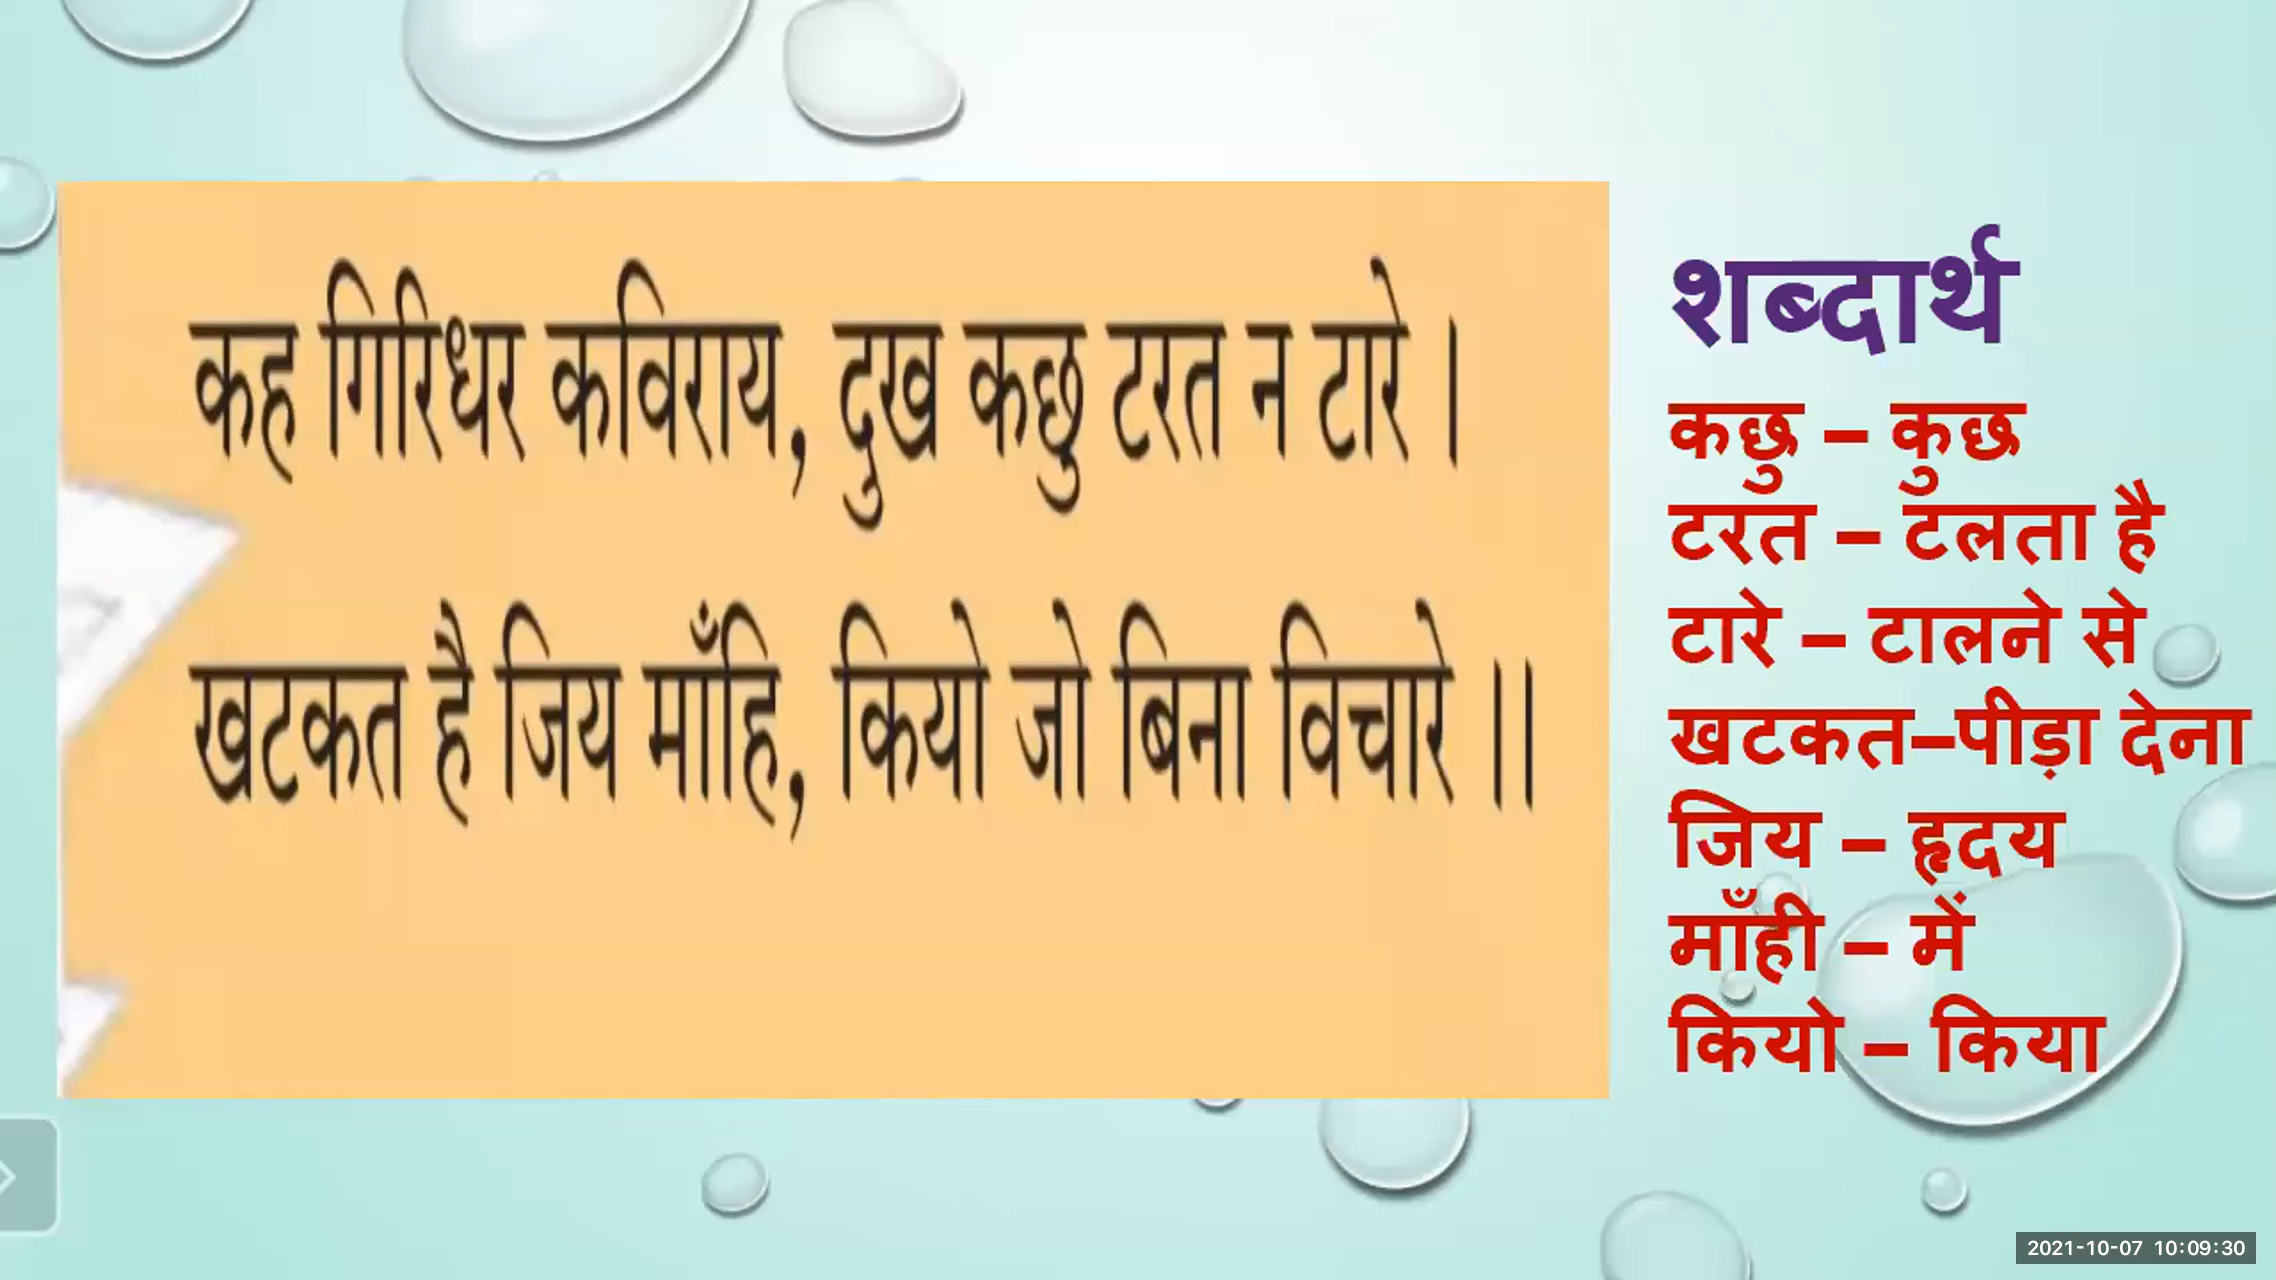 कह गिरिधर कविराय, दुख कछु टरत न टारे ।
खटकत है जिय माँहि, कियो जो बिना विचारे ।।
शब्दार्थ
कछु – कुछ
टरत – टलता है
टारे – टालने से
खटकत–पीड़ा देना
जिय – हृदय
माँही – में
कियो – किया
2021-10-07 10:09:30